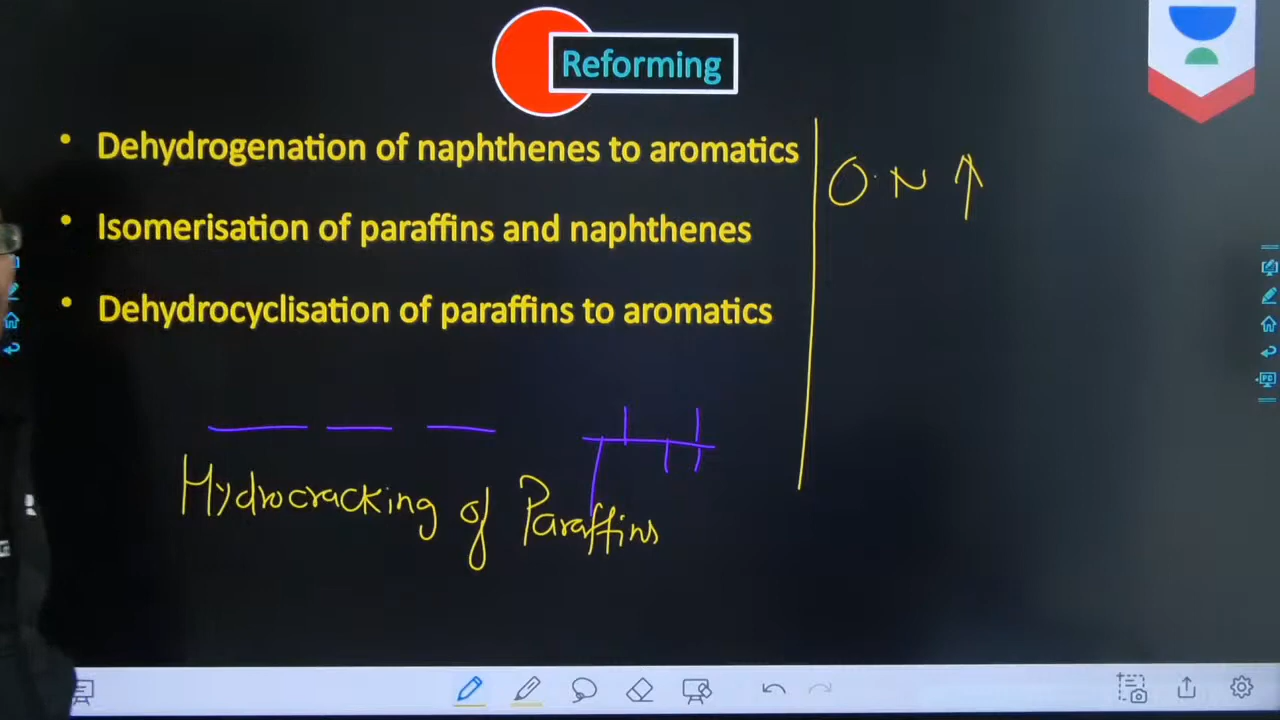 Reforming
• Dehydrogenation of naphthenes to aromatics
• Isomerisation of paraffins and naphthenes
• Dehydrocyclisation of paraffins to aromatics
O.N ↑
Hydrocracking of Paraffins
PC